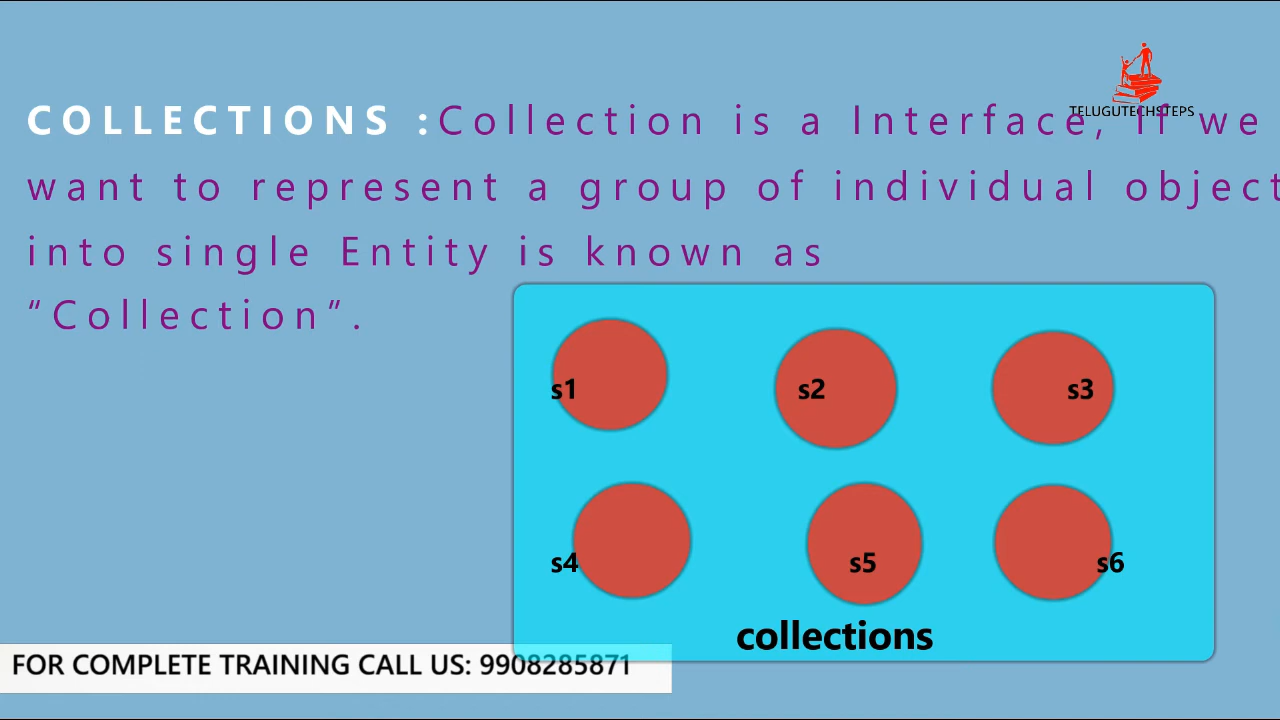 COLLECTIONS :Collection is a Interface, if we
want to represent a group of individual object
into single Entity is known as
“Collection”.
TELUGUTECHSTEPS
s1 s2 s3
s4 s5 s6
collections
FOR COMPLETE TRAINING CALL US: 9908285871